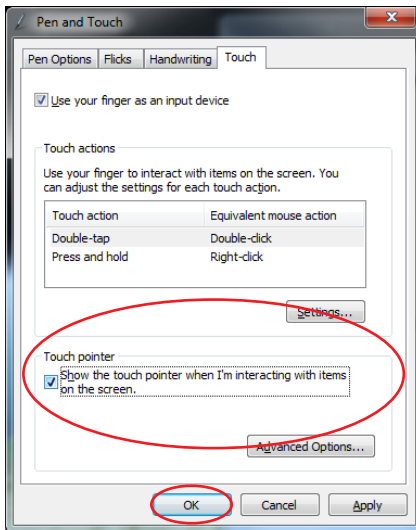 Pen and Touch
Pen Options Flicks Handwriting Touch
Use your finger as an input device
Touch actions
Use your finger to interact with items on the screen. You
can adjust the settings for each touch action.
Touch action Equivalent mouse action
Double-tap Double-click
Press and hold Right-click
Settings...
Touch pointer
Show the touch pointer when I'm interacting with items
on the screen.
Advanced Options...
OK Cancel Apply